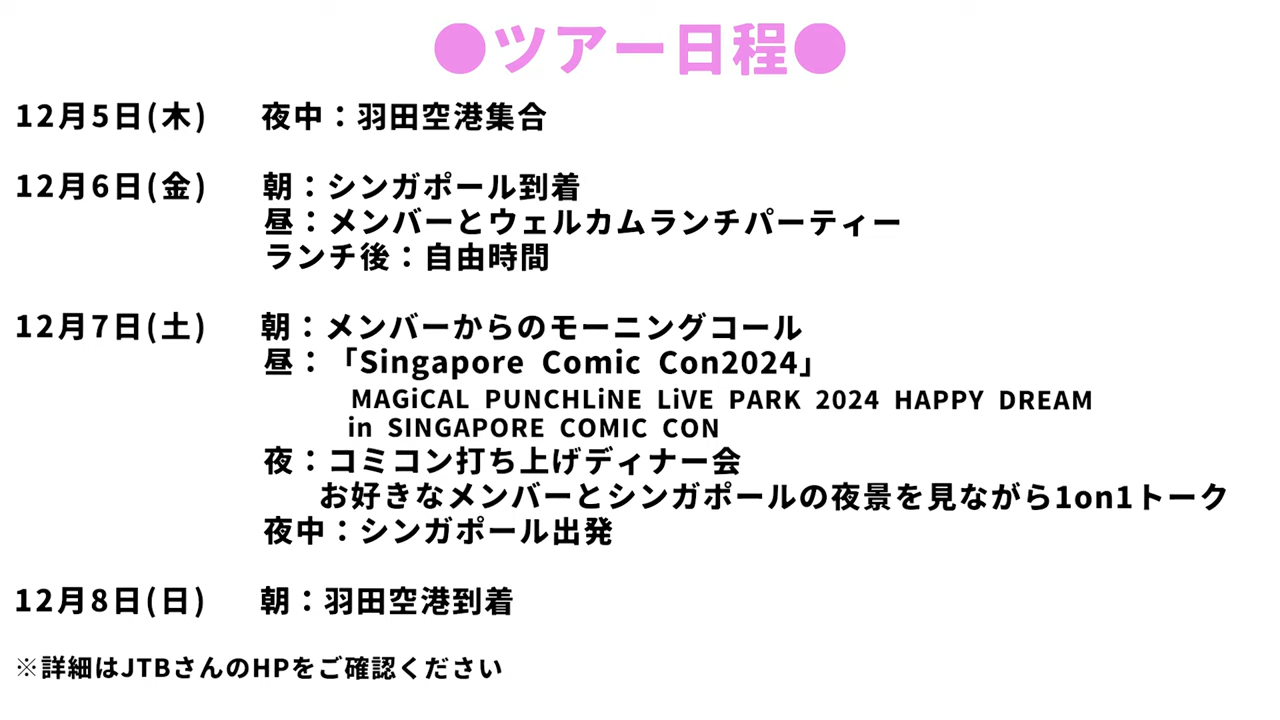 ●ツアー日程●
12月5日(木) 夜中：羽田空港集合
12月6日(金) 朝：シンガポール到着
昼：メンバーとウェルカムランチパーティー
ランチ後：自由時間
12月7日(土) 朝：メンバーからのモーニングコール
昼：「Singapore Comic Con2024」
MAGiCAL PUNCHLiNE LiVE PARK 2024 HAPPY DREAM
in SINGAPORE COMIC CON
夜：コミコン打ち上げディナー会
お好きなメンバーとシンガポールの夜景を見ながら1on1トーク
夜中：シンガポール出発
12月8日(日) 朝：羽田空港到着
※詳細はJTBさんのHPをご確認ください